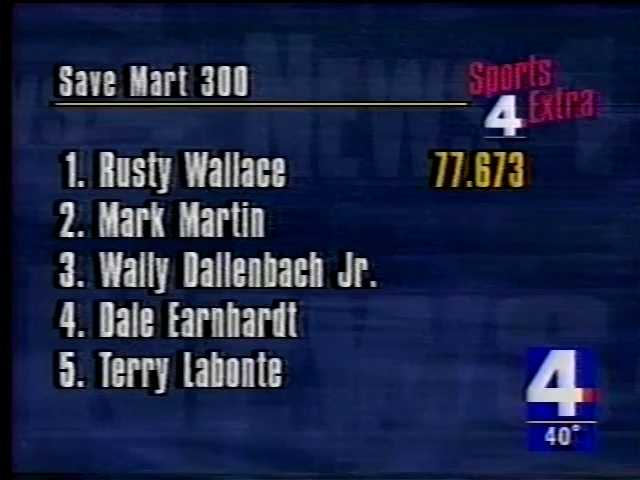 Save Mart 300
Sports
4 Extra
1. Rusty Wallace 77.673
2. Mark Martin
3. Wally Dallenbach Jr.
4. Dale Earnhardt
5. Terry Labonte
4
40°